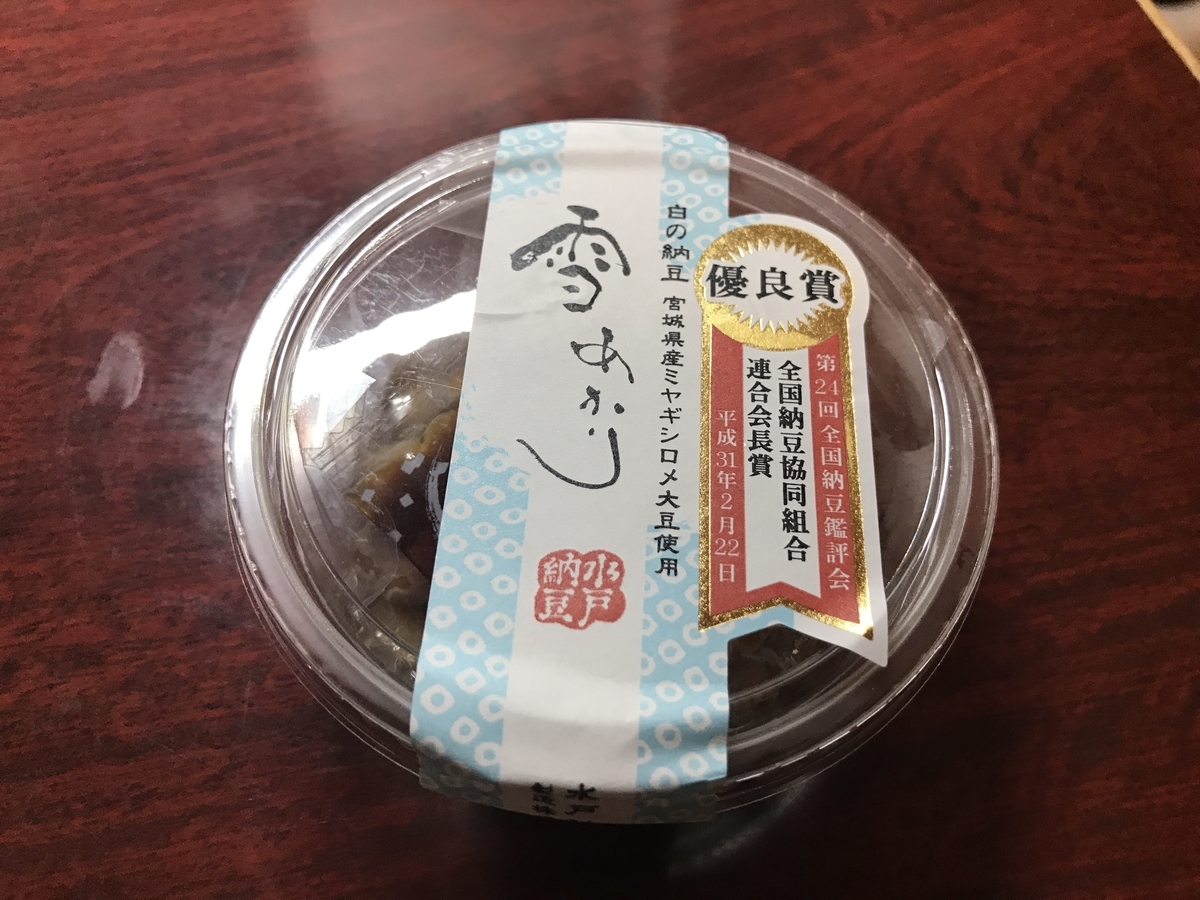 白の納豆 宮城県産ミヤギシロメ大豆使用
雪あかり
水戸
納豆
優良賞
第24回 全国納豆鑑評会
全国納豆協同組合
連合会長賞
平成31年2月22日
水戸